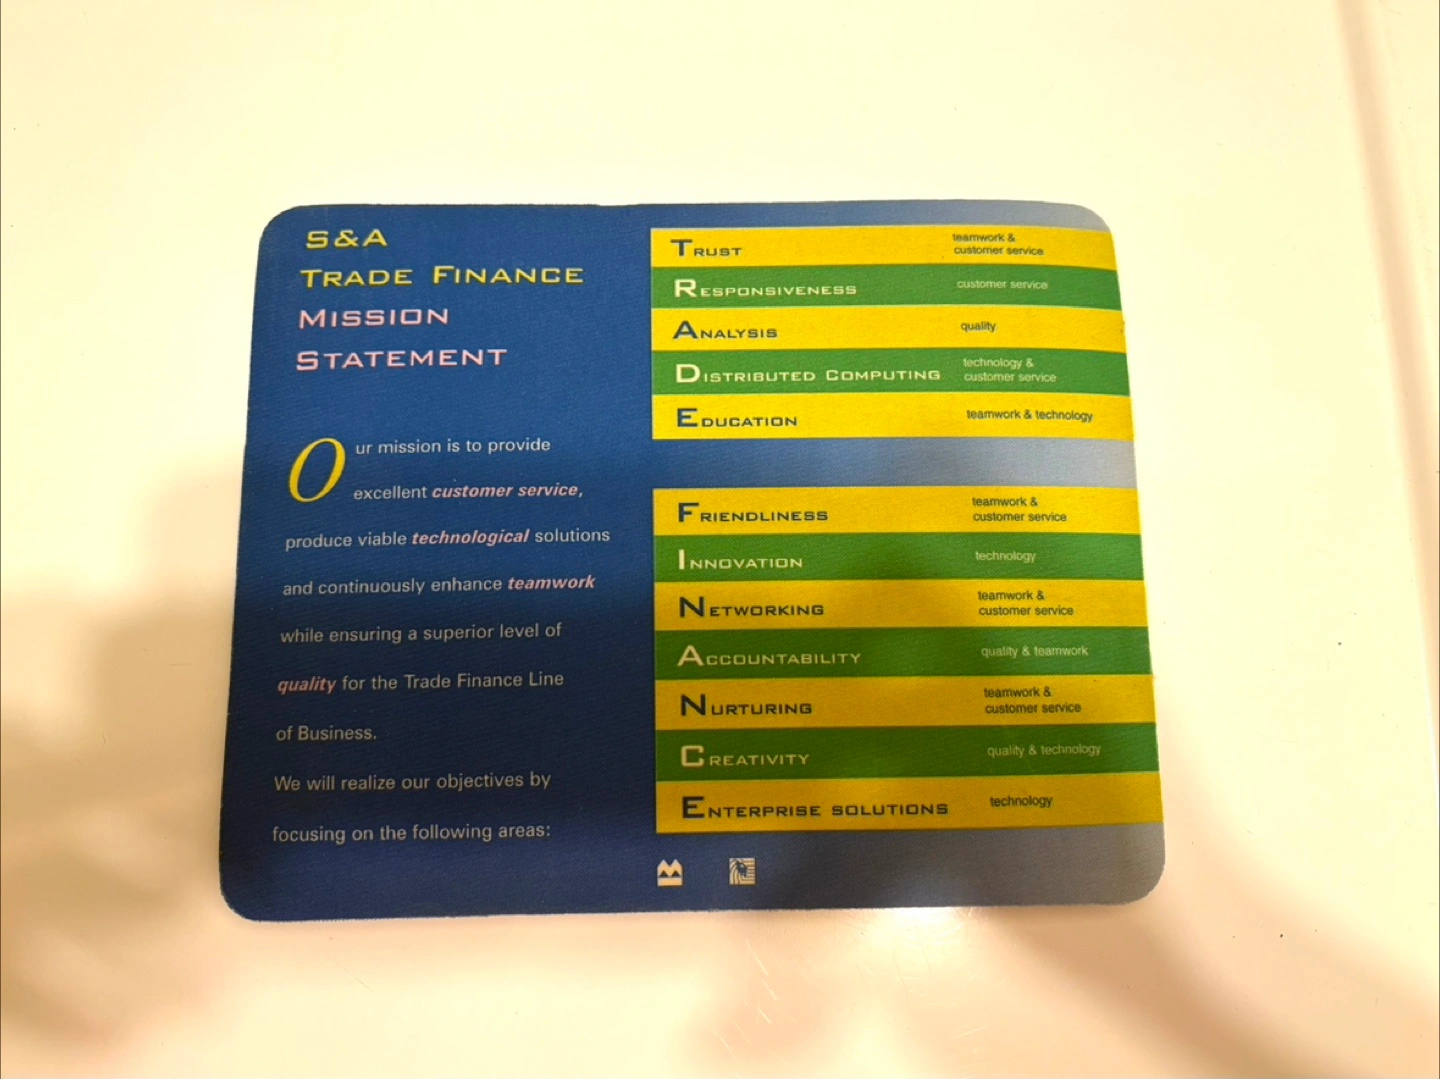 S&A
TRADE FINANCE
MISSION
STATEMENT
Our mission is to provide
excellent customer service,
produce viable technological solutions
and continuously enhance teamwork
while ensuring a superior level of
quality for the Trade Finance Line
of Business.
We will realize our objectives by
focusing on the following areas:
TRUST teamwork &
customer service
RESPONSIVENESS customer service
ANALYSIS quality
DISTRIBUTED COMPUTING technology &
customer service
EDUCATION teamwork & technology
FRIENDLINESS teamwork &
customer service
INNOVATION technology
NETWORKING teamwork &
customer service
ACCOUNTABILITY quality & teamwork
NURTURING teamwork &
customer service
CREATIVITY quality & technology
ENTERPRISE SOLUTIONS technology